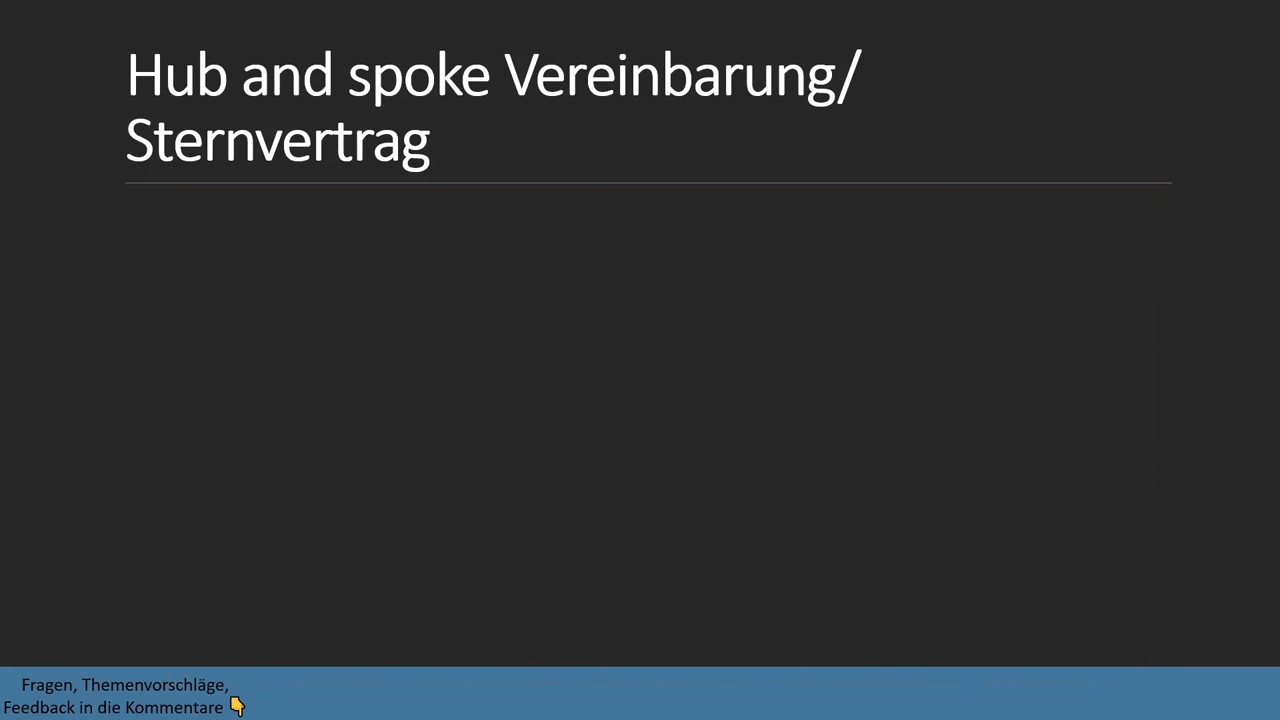 Hub and spoke Vereinbarung/
Sternvertrag
Fragen, Themenvorschläge,
Feedback in die Kommentare 👇